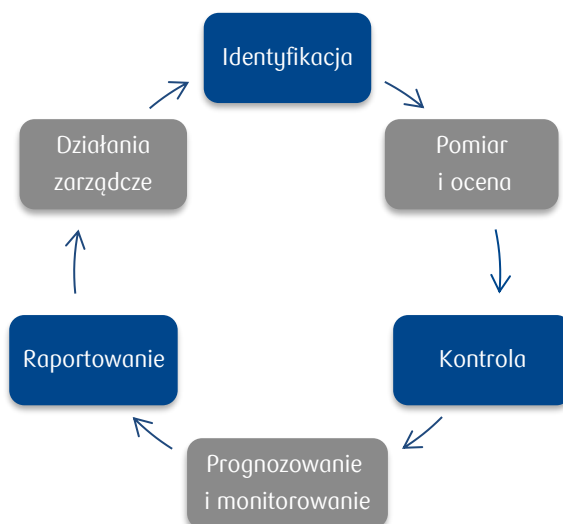 Identyfikacja
Pomiar
i ocena
Kontrola
Prognozowanie
i monitorowanie
Raportowanie
Działania
zarządcze